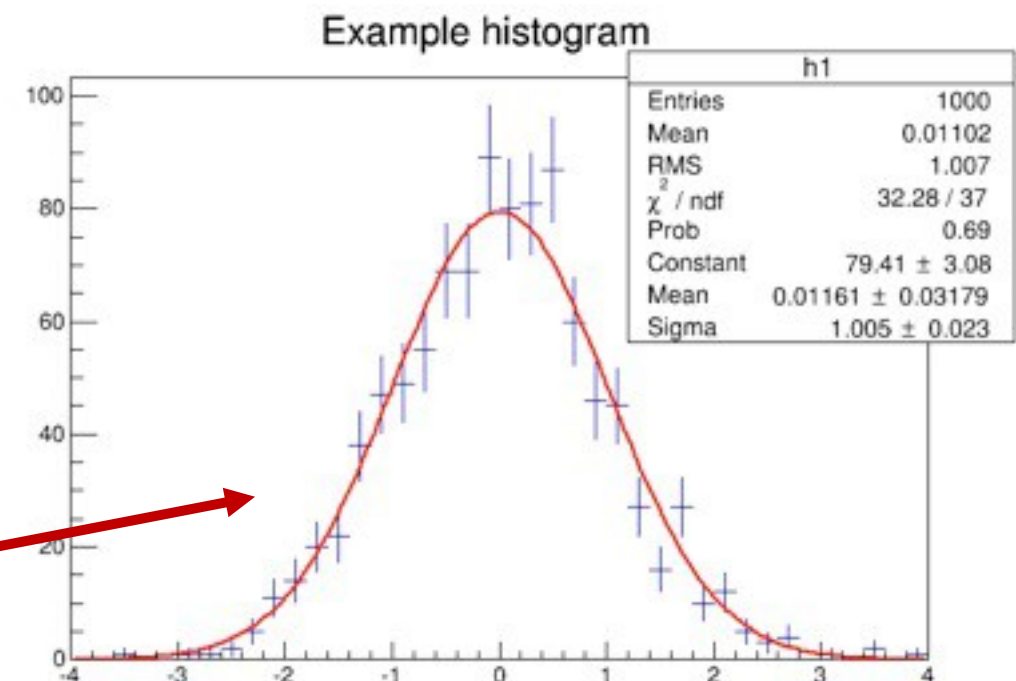 Example histogram
h1
Entries 1000
Mean 0.01102
RMS 1.007
χ² / ndf 32.28 / 37
Prob 0.69
Constant 79.41 ± 3.08
Mean 0.01161 ± 0.03179
Sigma 1.005 ± 0.023
100
80
60
40
20
0
-4 -3 -2 -1 0 1 2 3 4